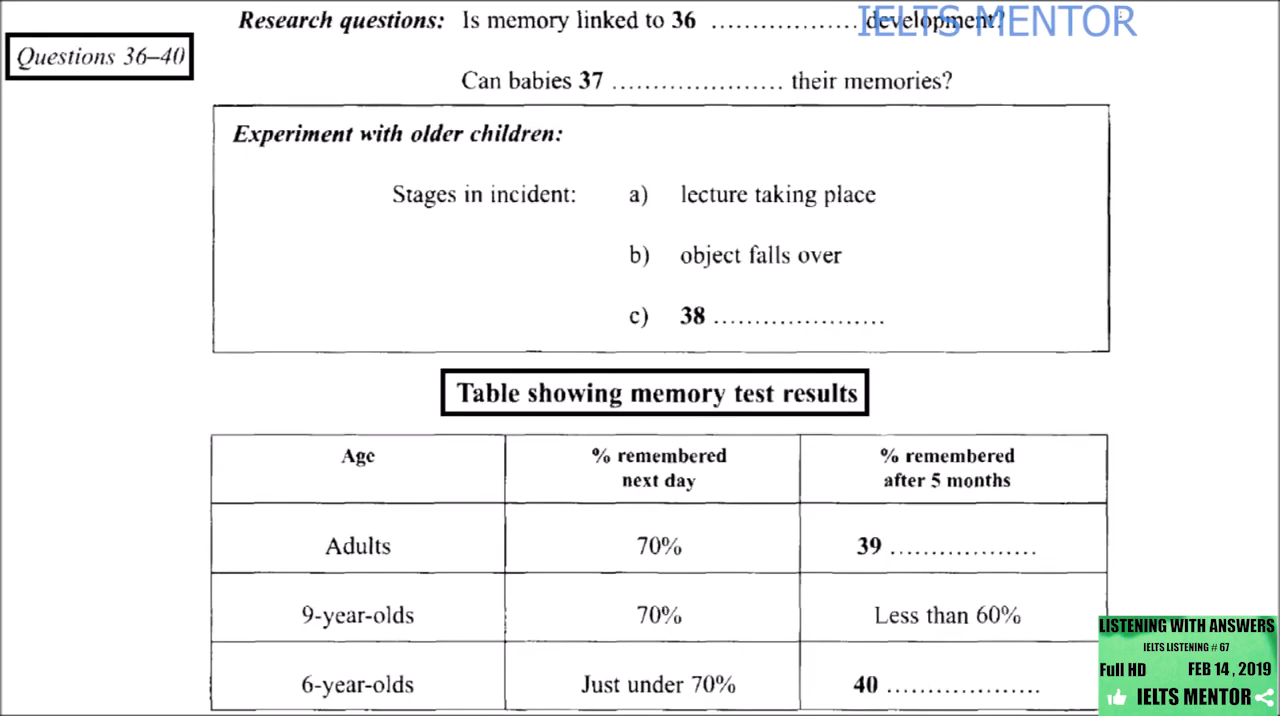 Research questions: Is memory linked to 36 .................. development?
IELTS MENTOR
Questions 36–40
Can babies 37 ..................... their memories?
Experiment with older children:
Stages in incident: a) lecture taking place
b) object falls over
c) 38 .....................
Table showing memory test results
Age % remembered next day % remembered after 5 months
Adults 70% 39 ..................
9-year-olds 70% Less than 60%
6-year-olds Just under 70% 40 ...................
LISTENING WITH ANSWERS
IELTS LISTENING # 67
Full HD FEB 14, 2019
IELTS MENTOR